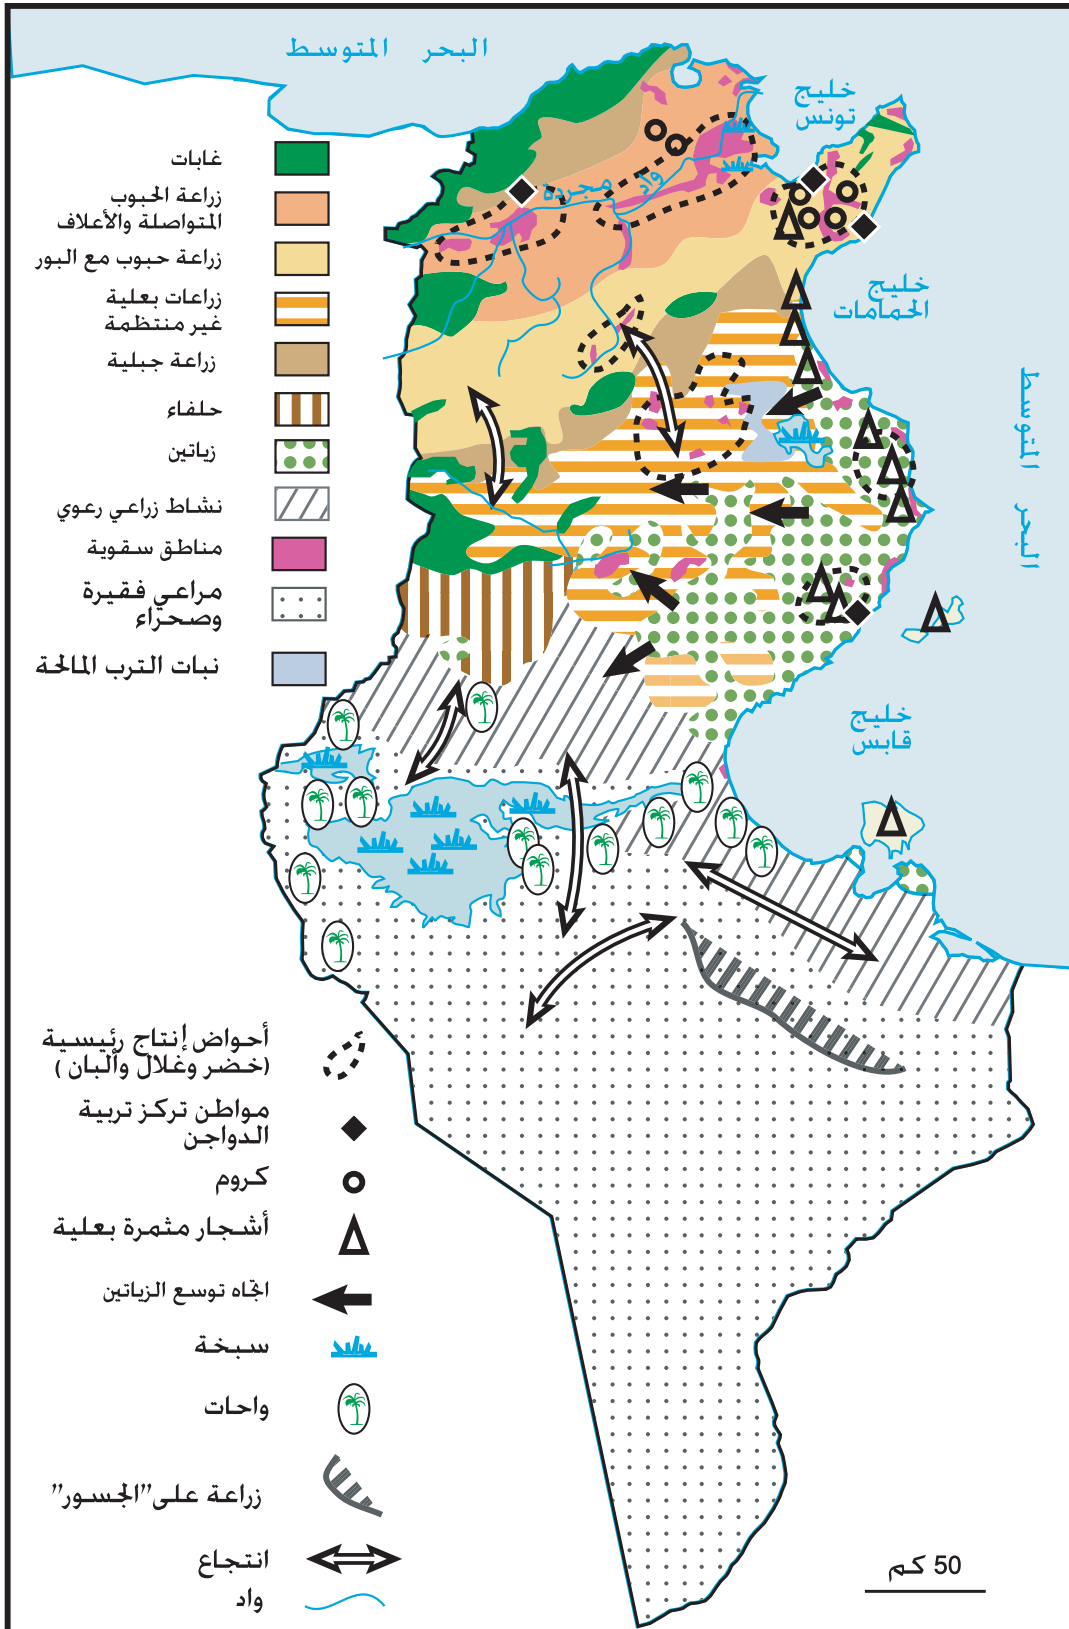 البحر المتوسط
خليج
تونس
واد مجردة
خليج
الحمامات
البحر المتوسط
خليج
قابس
غابات
زراعة الحبوب
المتواصلة والأعلاف
زراعة حبوب مع البور
زراعات بعلية
غير منتظمة
زراعة جبلية
حلفاء
زياتين
نشاط زراعي رعوي
مناطق سقوية
مراعي فقيرة
وصحراء
نبات الترب المالحة
أحواض إنتاج رئيسية
(خضر وغلال وألبان )
مواطن تركز تربية
الدواجن
كروم
أشجار مثمرة بعلية
اتجاه توسع الزياتين
سبخة
واحات
زراعة على"الجسور"
انتجاع
واد
50 كم